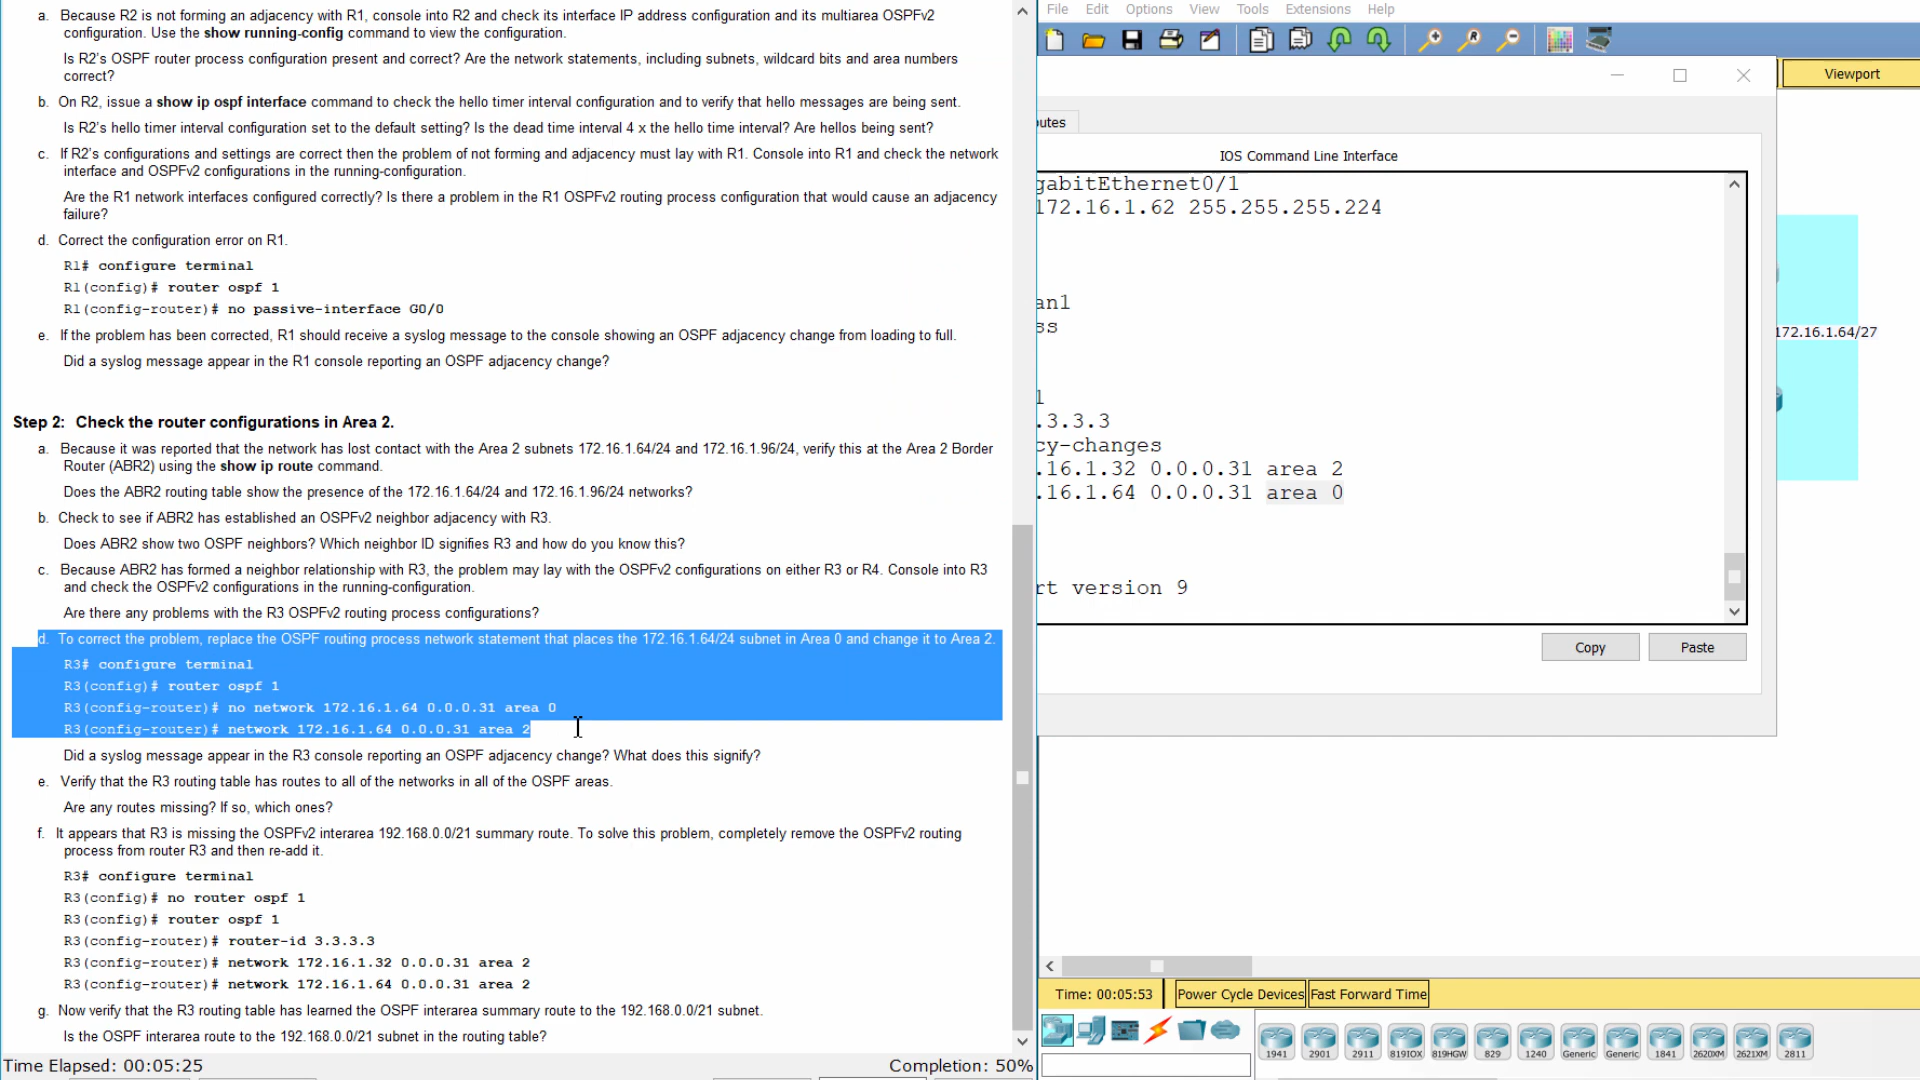 a. Because R2 is not forming an adjacency with R1, console into R2 and check its interface IP address configuration and its multiarea OSPFv2
configuration. Use the show running-config command to view the configuration.
Is R2's OSPF router process configuration present and correct? Are the network statements, including subnets, wildcard bits and area numbers
correct?
b. On R2, issue a show ip ospf interface command to check the hello timer interval configuration and to verify that hello messages are being sent.
Is R2's hello timer interval configuration set to the default setting? Is the dead time interval 4 x the hello time interval? Are hellos being sent?
c. If R2's configurations and settings are correct then the problem of not forming and adjacency must lay with R1. Console into R1 and check the network
interface and OSPFv2 configurations in the running-configuration.
Are the R1 network interfaces configured correctly? Is there a problem in the R1 OSPFv2 routing process configuration that would cause an adjacency
failure?
d. Correct the configuration error on R1.
R1# configure terminal
R1(config)# router ospf 1
R1(config-router)# no passive-interface G0/0
e. If the problem has been corrected, R1 should receive a syslog message to the console showing an OSPF adjacency change from loading to full.
Did a syslog message appear in the R1 console reporting an OSPF adjacency change?
Step 2: Check the router configurations in Area 2.
a. Because it was reported that the network has lost contact with the Area 2 subnets 172.16.1.64/24 and 172.16.1.96/24, verify this at the Area 2 Border
Router (ABR2) using the show ip route command.
Does the ABR2 routing table show the presence of the 172.16.1.64/24 and 172.16.1.96/24 networks?
b. Check to see if ABR2 has established an OSPFv2 neighbor adjacency with R3.
Does ABR2 show two OSPF neighbors? Which neighbor ID signifies R3 and how do you know this?
c. Because ABR2 has formed a neighbor relationship with R3, the problem may lay with the OSPFv2 configurations on either R3 or R4. Console into R3
and check the OSPFv2 configurations in the running-configuration.
Are there any problems with the R3 OSPFv2 routing process configurations?
d. To correct the problem, replace the OSPF routing process network statement that places the 172.16.1.64/24 subnet in Area 0 and change it to Area 2.
R3# configure terminal
R3(config)# router ospf 1
R3(config-router)# no network 172.16.1.64 0.0.0.31 area 0
R3(config-router)# network 172.16.1.64 0.0.0.31 area 2
Did a syslog message appear in the R3 console reporting an OSPF adjacency change? What does this signify?
e. Verify that the R3 routing table has routes to all of the networks in all of the OSPF areas.
Are any routes missing? If so, which ones?
f. It appears that R3 is missing the OSPFv2 interarea 192.168.0.0/21 summary route. To solve this problem, completely remove the OSPFv2 routing
process from router R3 and then re-add it.
R3# configure terminal
R3(config)# no router ospf 1
R3(config)# router ospf 1
R3(config-router)# router-id 3.3.3.3
R3(config-router)# network 172.16.1.32 0.0.0.31 area 2
R3(config-router)# network 172.16.1.64 0.0.0.31 area 2
g. Now verify that the R3 routing table has learned the OSPF interarea summary route to the 192.168.0.0/21 subnet.
Is the OSPF interarea route to the 192.168.0.0/21 subnet in the routing table?
Time Elapsed: 00:05:25
Completion: 50%
File Edit Options View Tools Extensions Help
Viewport
utes
IOS Command Line Interface
gabitEthernet0/1
172.16.1.62 255.255.255.224
an1
ss
1
.3.3.3
cy-changes
.16.1.32 0.0.0.31 area 2
.16.1.64 0.0.0.31 area 0
rt version 9
Copy Paste
172.16.1.64/27
Time: 00:05:53 Power Cycle Devices Fast Forward Time
1941 2901 2911 819IOX 819HGW 829 1240 Generic Generic 1841 2620XM 2621XM 2811